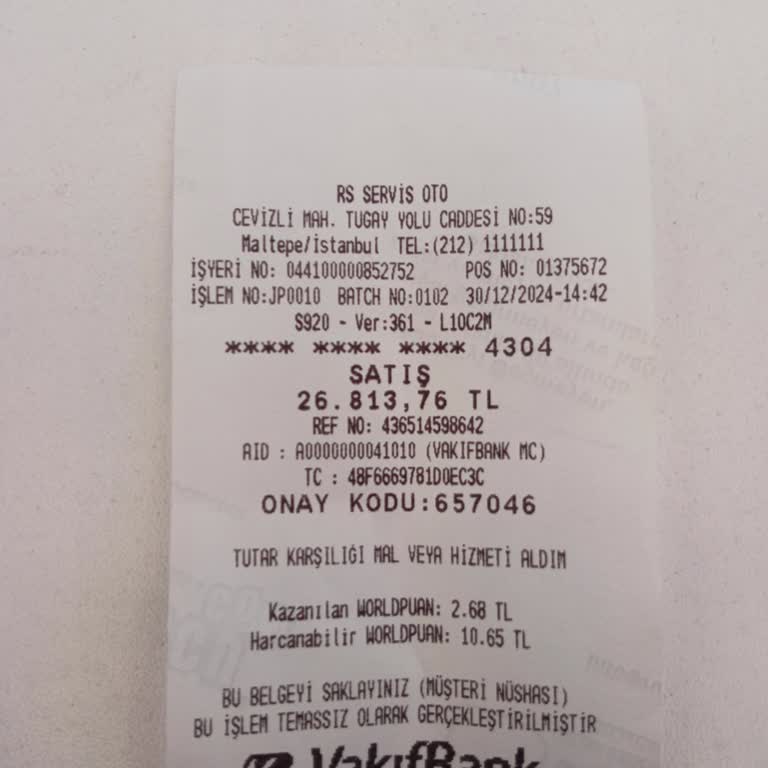 RS SERVİS OTO
CEVİZLİ MAH. TUGAY YOLU CADDESİ NO:59
Maltepe/İstanbul TEL:(212) 1111111
İŞYERİ NO: 044100000852752 POS NO: 01375672
İŞLEM NO:JP0010 BATCH NO:0102 30/12/2024-14:42
S920 - Ver:361 - L10C2M
**** **** **** 4304
SATIŞ
26.813,76 TL
REF NO: 436514598642
AID : A0000000041010 (VAKIFBANK MC)
TC : 48F6669781D0EC3C
ONAY KODU:657046
TUTAR KARŞILIĞI MAL VEYA HİZMETİ ALDIM
Kazanılan WORLDPUAN: 2.68 TL
Harcanabilir WORLDPUAN: 10.65 TL
BU BELGEYİ SAKLAYINIZ (MÜŞTERİ NÜSHASI)
BU İŞLEM TEMASSIZ OLARAK GERÇEKLEŞTİRİLMİŞTİR
VakıfBank